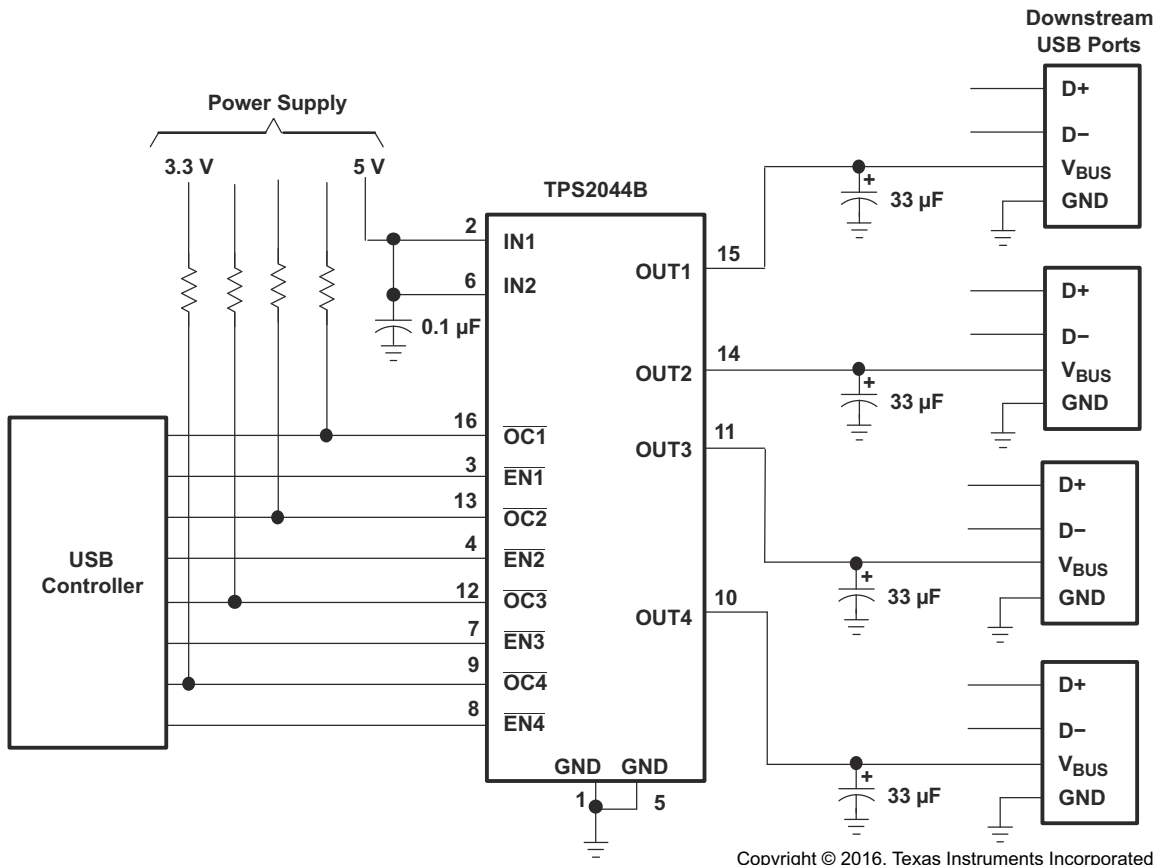 Downstream
USB Ports
Power Supply
3.3 V
5 V
TPS2044B
2
IN1
6
IN2
0.1 µF
16
OC1
3
EN1
13
OC2
4
EN2
12
OC3
7
EN3
9
OC4
8
EN4
USB
Controller
GND GND
1
5
OUT1
15
OUT2
14
OUT3
11
OUT4
10
33 µF
D+
D−
VBUS
GND
33 µF
D+
D−
VBUS
GND
33 µF
D+
D−
VBUS
GND
33 µF
D+
D−
VBUS
GND
Copyright © 2016, Texas Instruments Incorporated